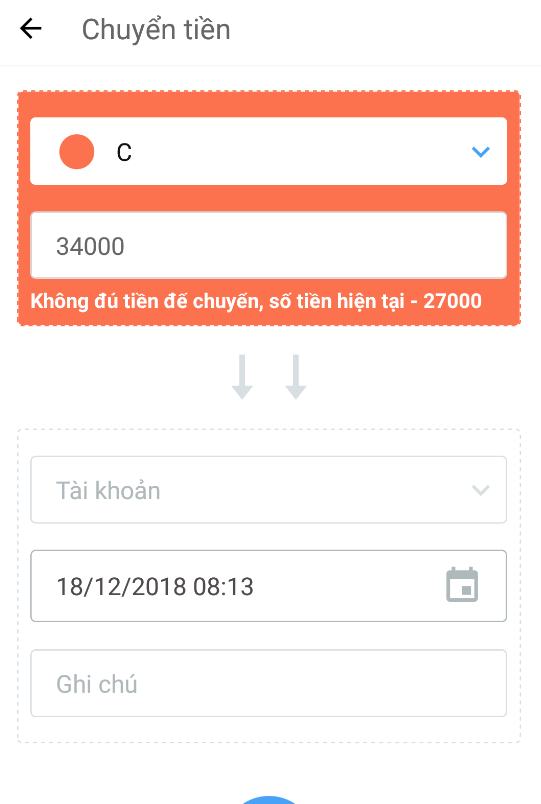 Chuyển tiền
C
34000
Không đủ tiền để chuyển, số tiền hiện tại - 27000
Tài khoản
18/12/2018 08:13
Ghi chú